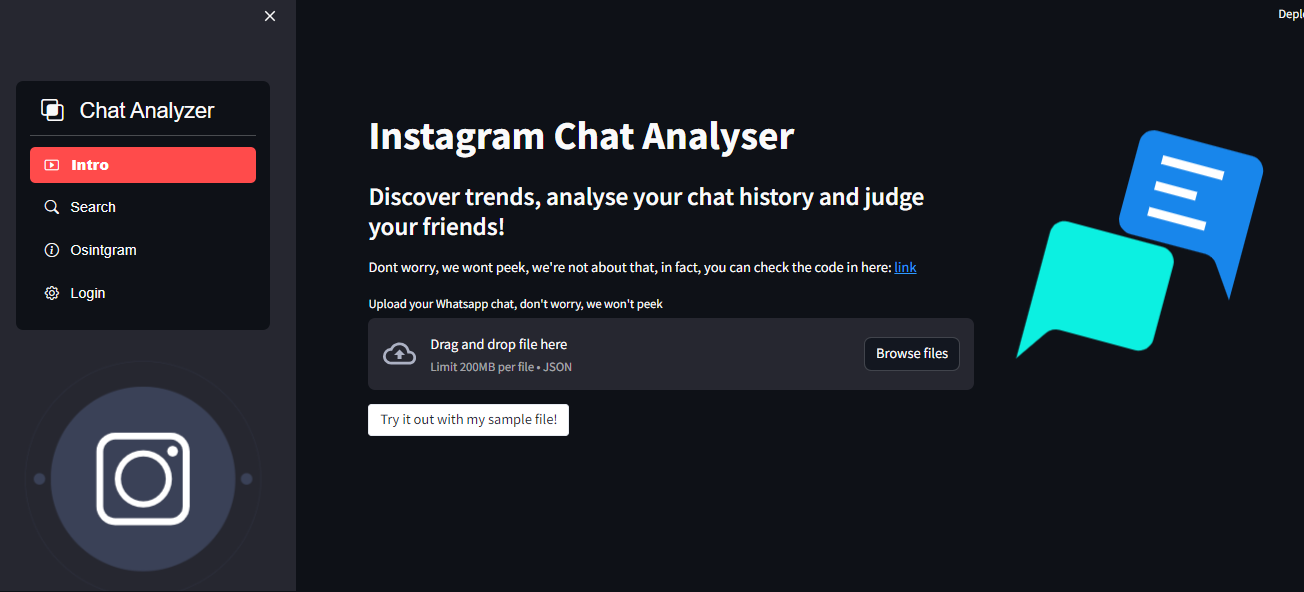 Deplo
Chat Analyzer
Intro
Search
Osintgram
Login
Instagram Chat Analyser
Discover trends, analyse your chat history and judge
your friends!
Dont worry, we wont peek, we're not about that, in fact, you can check the code in here: link
Upload your Whatsapp chat, don't worry, we won't peek
Drag and drop file here
Limit 200MB per file • JSON
Browse files
Try it out with my sample file!